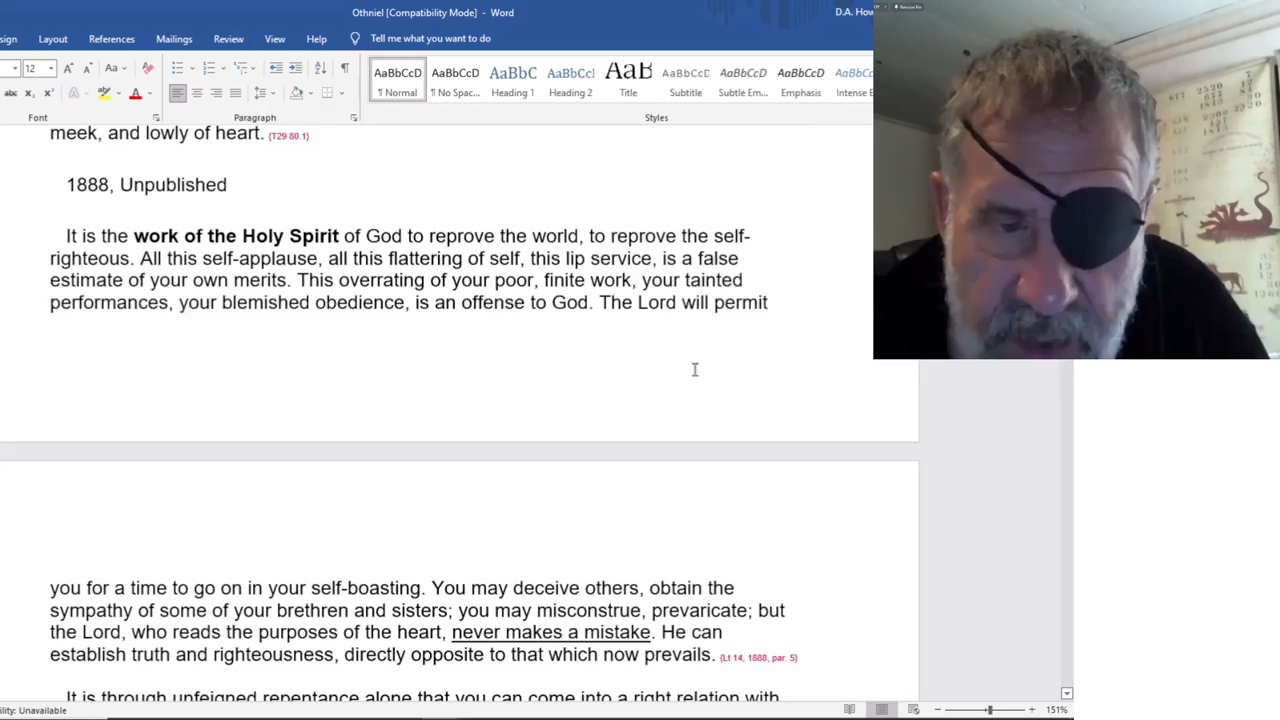 Othniel [Compatibility Mode] - Word
D.A. How
Remove Pin
sign Layout References Mailings Review View Help Tell me what you want to do
12 Aa
AaBbCcD AaBbCcD AaBbC AaBbCcI AaB AaBbCcD AaBbCcD AaBbCcD AaBbCcD
¶ Normal ¶ No Spac... Heading 1 Heading 2 Title Subtitle Subtle Em... Emphasis Intense E
Font Paragraph Styles
meek, and lowly of heart. {T29 80.1}
1888, Unpublished
It is the work of the Holy Spirit of God to reprove the world, to reprove the self-
righteous. All this self-applause, all this flattering of self, this lip service, is a false
estimate of your own merits. This overrating of your poor, finite work, your tainted
performances, your blemished obedience, is an offense to God. The Lord will permit
you for a time to go on in your self-boasting. You may deceive others, obtain the
sympathy of some of your brethren and sisters; you may misconstrue, prevaricate; but
the Lord, who reads the purposes of the heart, never makes a mistake. He can
establish truth and righteousness, directly opposite to that which now prevails. {Lt 14, 1888, par. 5}
It is through unfeigned repentance alone that you can come into a right relation with
ility: Unavailable
151%
677 2520